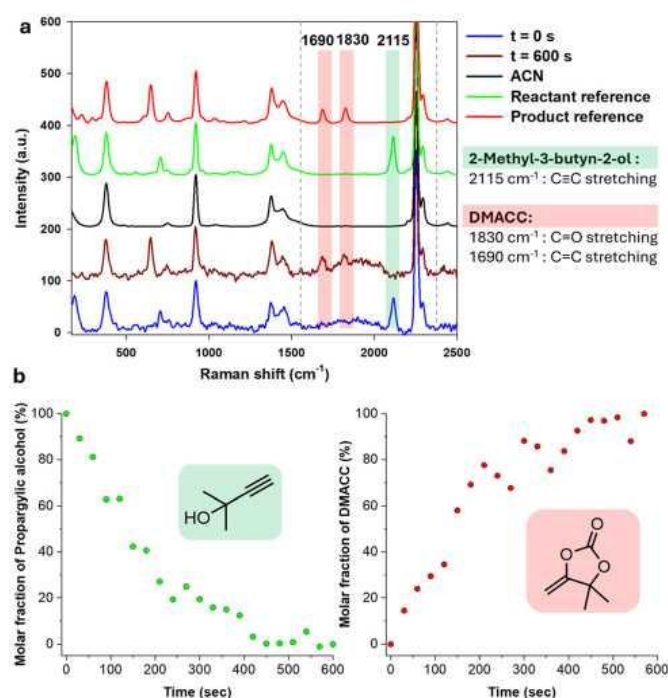 a
600
500
400
300
200
100
0
Intensity (a.u.)
1690 1830 2115
500 1000 1500 2000 2500
Raman shift (cm⁻¹)
t = 0 s
t = 600 s
ACN
Reactant reference
Product reference
2-Methyl-3-butyn-2-ol :
2115 cm⁻¹ : C≡C stretching
DMACC:
1830 cm⁻¹ : C=O stretching
1690 cm⁻¹ : C=C stretching
b
Molar fraction of Propargylic alcohol (%)
100
80
60
40
20
0
HO
0 100 200 300 400 500 600
Time (sec)
Molar fraction of DMACC (%)
100
80
60
40
20
0
O
O
O
0 100 200 300 400 500 600
Time (sec)